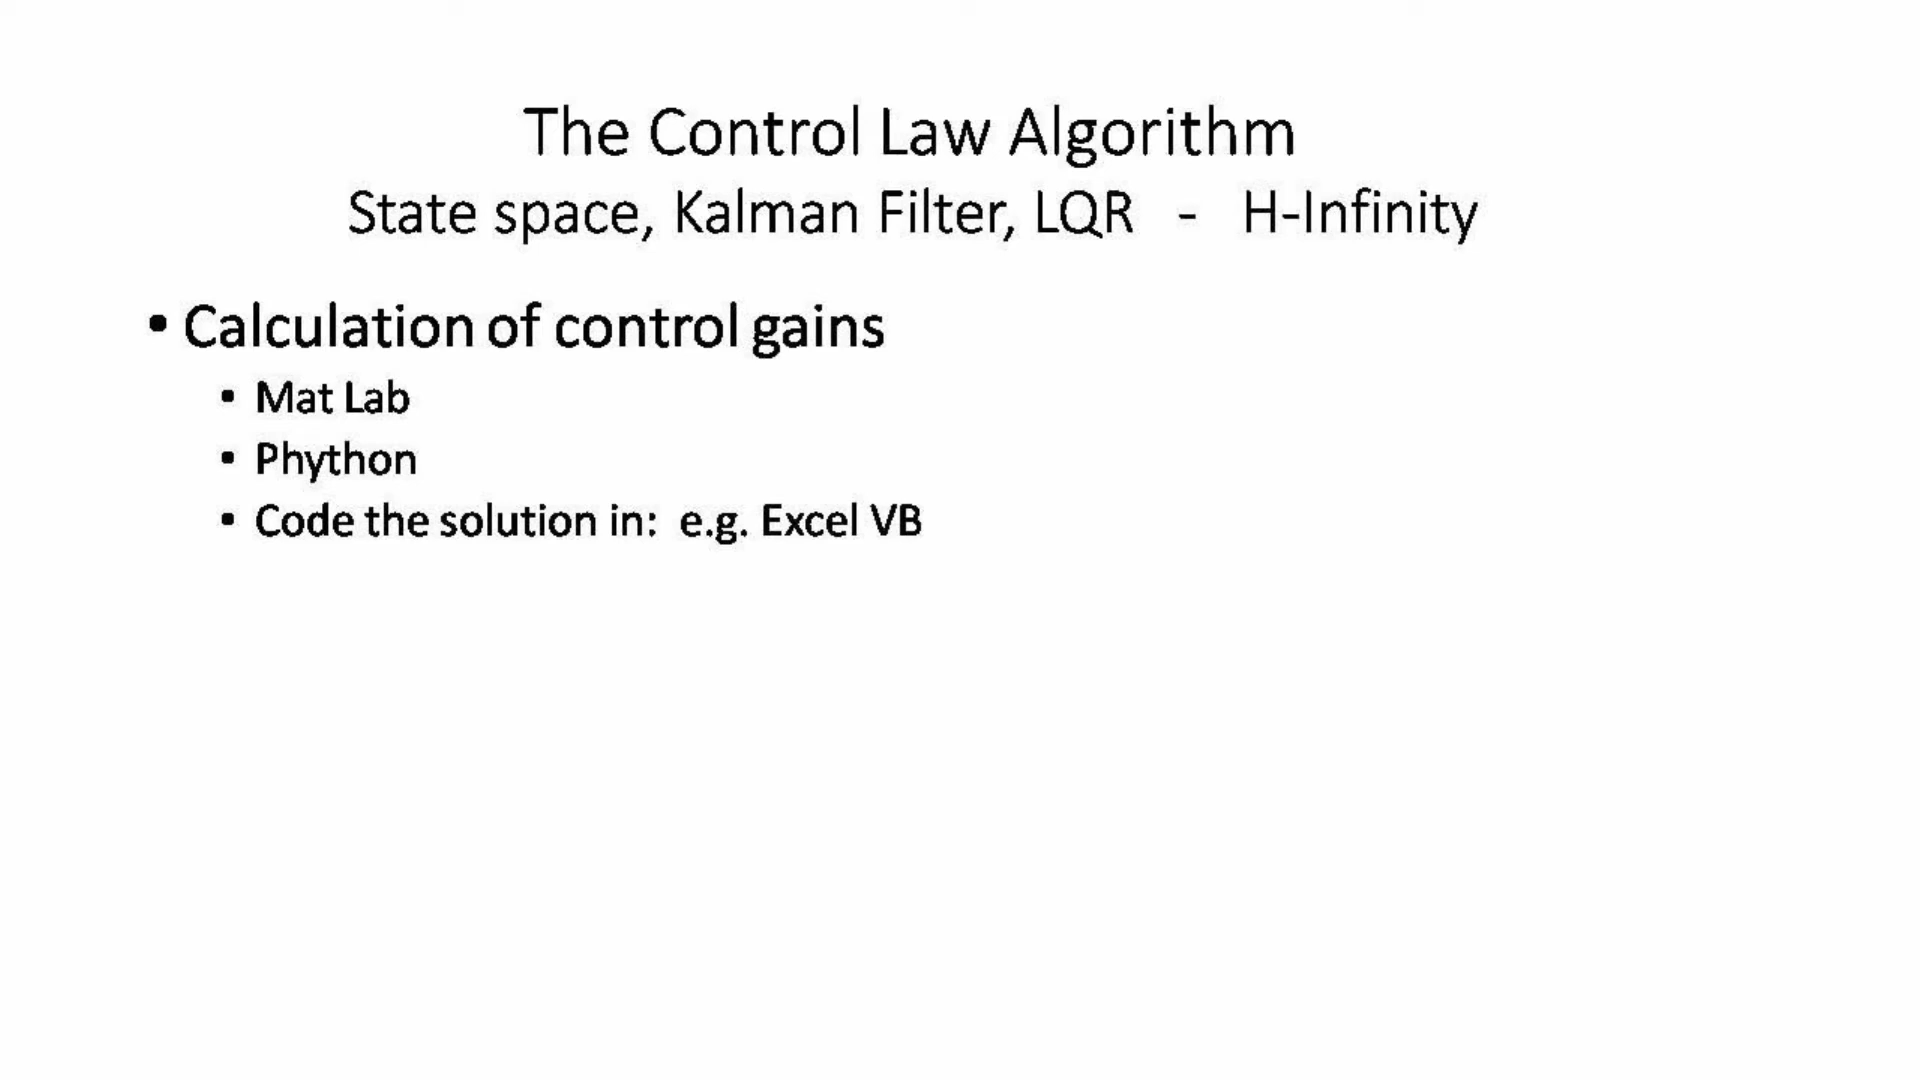 The Control Law Algorithm
State space, Kalman Filter, LQR - H-Infinity
• Calculation of control gains
• Mat Lab
• Phython
• Code the solution in: e.g. Excel VB